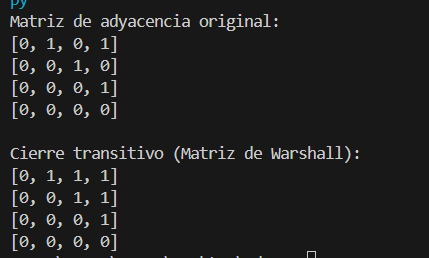 py
Matriz de adyacencia original:
[0, 1, 0, 1]
[0, 0, 1, 0]
[0, 0, 0, 1]
[0, 0, 0, 0]
Cierre transitivo (Matriz de Warshall):
[0, 1, 1, 1]
[0, 0, 1, 1]
[0, 0, 0, 1]
[0, 0, 0, 0]